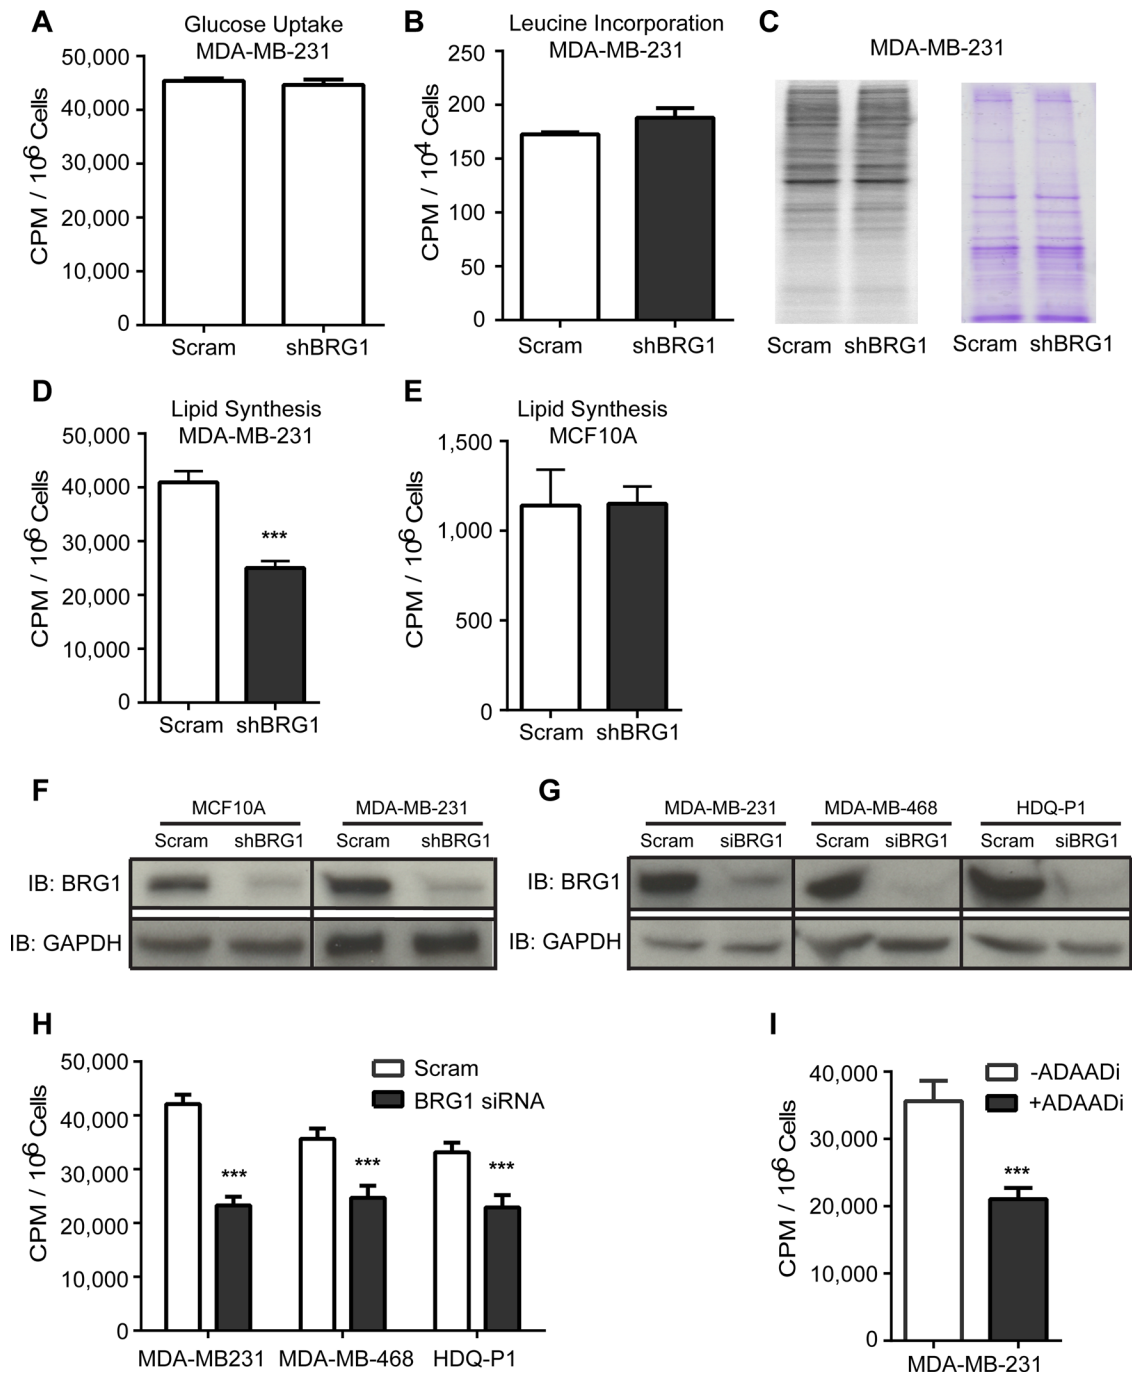 A
Glucose Uptake
MDA-MB-231
50,000
40,000
30,000
20,000
10,000
0
CPM / 10^6 Cells
Scram shBRG1
B
Leucine Incorporation
MDA-MB-231
250
200
150
100
50
0
CPM / 10^4 Cells
Scram shBRG1
C
MDA-MB-231
Scram shBRG1
Scram shBRG1
D
Lipid Synthesis
MDA-MB-231
50,000
40,000
30,000
20,000
10,000
0
CPM / 10^6 Cells
***
Scram shBRG1
E
Lipid Synthesis
MCF10A
1,500
1,000
500
0
CPM / 10^6 Cells
Scram shBRG1
F
MCF10A MDA-MB-231
Scram shBRG1 Scram shBRG1
IB: BRG1
IB: GAPDH
G
MDA-MB-231 MDA-MB-468 HDQ-P1
Scram siBRG1 Scram siBRG1 Scram siBRG1
IB: BRG1
IB: GAPDH
H
50,000
40,000
30,000
20,000
10,000
0
CPM / 10^6 Cells
Scram
BRG1 siRNA
*** *** ***
MDA-MB231 MDA-MB-468 HDQ-P1
I
40,000
30,000
20,000
10,000
0
CPM / 10^6 Cells
-ADAADi
+ADAADi
***
MDA-MB-231